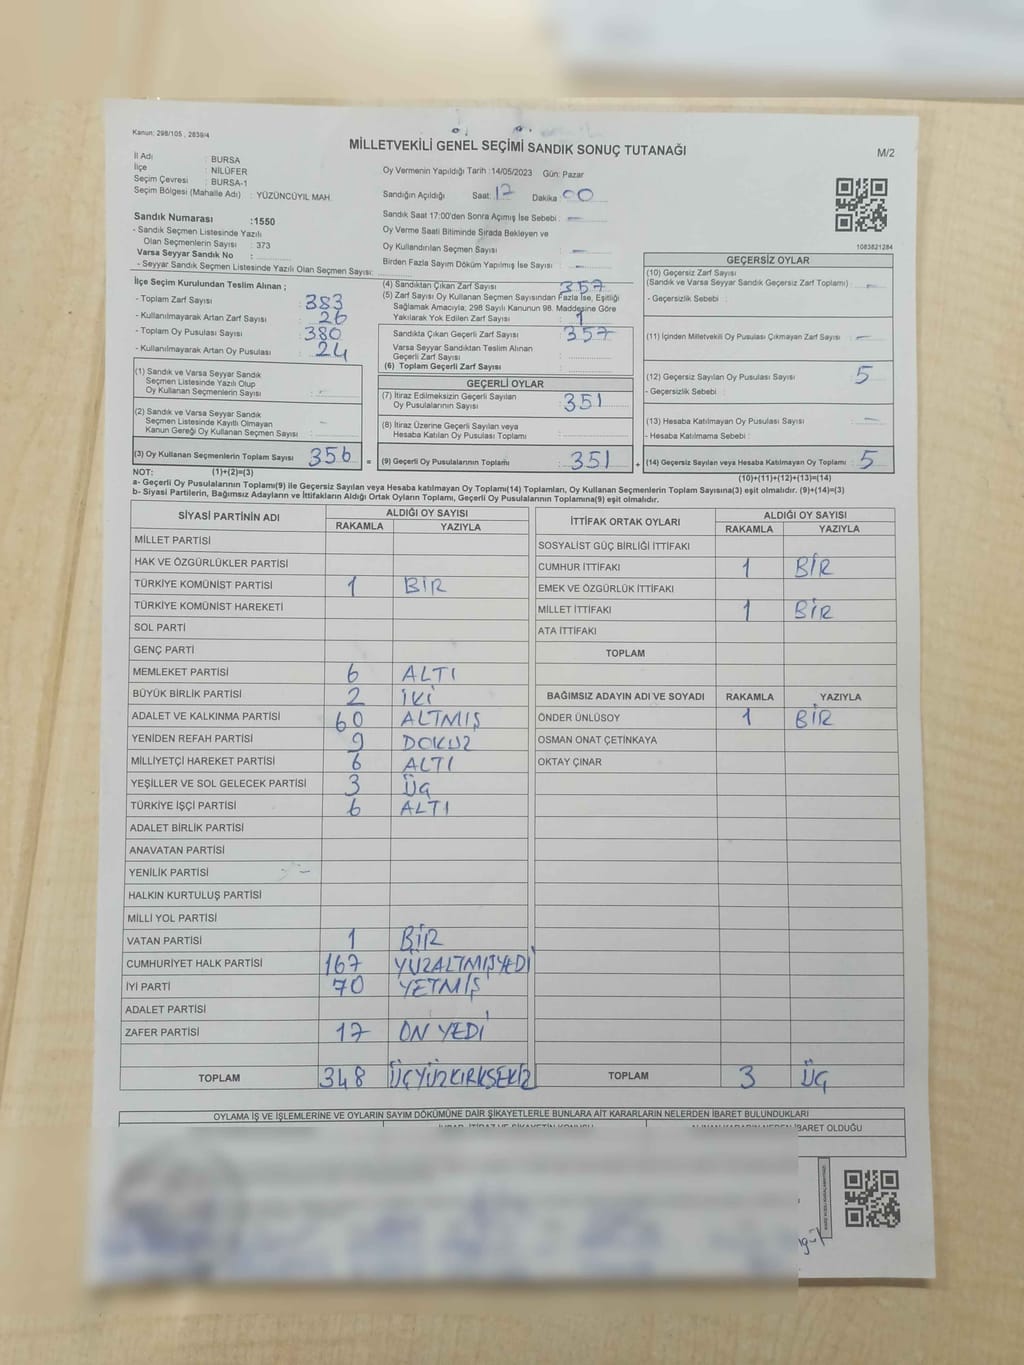 Kanun: 298/105 , 2839/4
MİLLETVEKİLİ GENEL SEÇİMİ SANDIK SONUÇ TUTANAĞI
M/2
İl Adı : BURSA
İlçe : NİLÜFER
Seçim Çevresi : BURSA-1
Seçim Bölgesi (Mahalle Adı) : YÜZÜNCÜYIL MAH.
Oy Vermenin Yapıldığı Tarih :14/05/2023 Gün: Pazar
Sandığın Açıldığı Saat: 17 Dakika 00
Sandık Numarası :1550
- Sandık Seçmen Listesinde Yazılı
Olan Seçmenlerin Sayısı : 373
Varsa Seyyar Sandık No :
- Seyyar Sandık Seçmen Listesinde Yazılı Olan Seçmen Sayısı:
Sandık Saat 17:00'den Sonra Açımış İse Sebebi : —
Oy Verme Saati Bitiminde Sırada Bekleyen ve
Oy Kullandırılan Seçmen Sayısı : —
Birden Fazla Sayım Döküm Yapılmış İse Sayısı : —
1083821284
İlçe Seçim Kurulundan Teslim Alınan ;
- Toplam Zarf Sayısı : 383
- Kullanılmayarak Artan Zarf Sayısı : 26
- Toplam Oy Pusulası Sayısı : 380
- Kullanılmayarak Artan Oy Pusulası : 24
(1) Sandık ve Varsa Seyyar Sandık
Seçmen Listesinde Yazılı Olup
Oy Kullanan Seçmenlerin Sayısı : -
(2) Sandık ve Varsa Seyyar Sandık
Seçmen Listesinde Kayıtlı Olmayan
Kanun Gereği Oy Kullanan Seçmen Sayısı : —
(3) Oy Kullanan Seçmenlerin Toplam Sayısı 356
(4) Sandıktan Çıkan Zarf Sayısı : 357
(5) Zarf Sayısı Oy Kullanan Seçmen Sayısından Fazla İse, Eşitliği
Sağlamak Amacıyla; 298 Sayılı Kanunun 98. Maddesine Göre
Yakılarak Yok Edilen Zarf Sayısı : 1
Sandıkta Çıkan Geçerli Zarf Sayısı : 357
Varsa Seyyar Sandıktan Teslim Alınan
Geçerli Zarf Sayısı :
(6) Toplam Geçerli Zarf Sayısı :
GEÇERLİ OYLAR
(7) İtiraz Edilmeksizin Geçerli Sayılan
Oy Pusulalarının Sayısı : 351
(8) İtiraz Üzerine Geçerli Sayılan veya
Hesaba Katılan Oy Pusulası Toplamı :
= (9) Geçerli Oy Pusulalarının Toplamı : 351
GEÇERSİZ OYLAR
(10) Geçersiz Zarf Sayısı
(Sandık ve Varsa Seyyar Sandık Geçersiz Zarf Toplamı) : —
- Geçersizlik Sebebi :
(11) İçinden Milletvekili Oy Pusulası Çıkmayan Zarf Sayısı : —
(12) Geçersiz Sayılan Oy Pusulası Sayısı : 5
- Geçersizlik Sebebi :
(13) Hesaba Katılmayan Oy Pusulası Sayısı : —
- Hesaba Katılmama Sebebi :
+ (14) Geçersiz Sayılan veya Hesaba Katılmayan Oy Toplamı : 5
NOT: (1)+(2)=(3) (10)+(11)+(12)+(13)=(14)
a- Geçerli Oy Pusulalarının Toplamı(9) ile Geçersiz Sayılan veya Hesaba Katılmayan Oy Toplamı(14) Toplamları, Oy Kullanan Seçmenlerin Toplam Sayısına(3) eşit olmalıdır. (9)+(14)=(3)
b- Siyasi Partilerin, Bağımsız Adayların ve İttifakların Aldığı Ortak Oyların Toplamı, Geçerli Oy Pusulalarının Toplamına(9) eşit olmalıdır.
SİYASİ PARTİNİN ADI ALDIĞI OY SAYISI
RAKAMLA YAZIYLA
MİLLET PARTİSİ
HAK VE ÖZGÜRLÜKLER PARTİSİ
TÜRKİYE KOMÜNİST PARTİSİ 1 BİR
TÜRKİYE KOMÜNİST HAREKETİ
SOL PARTİ
GENÇ PARTİ
MEMLEKET PARTİSİ 6 ALTI
BÜYÜK BİRLİK PARTİSİ 2 İKİ
ADALET VE KALKINMA PARTİSİ 60 ALTMIŞ
YENİDEN REFAH PARTİSİ 9 DOKUZ
MİLLİYETÇİ HAREKET PARTİSİ 6 ALTI
YEŞİLLER VE SOL GELECEK PARTİSİ 3 ÜÇ
TÜRKİYE İŞÇİ PARTİSİ 6 ALTI
ADALET BİRLİK PARTİSİ
ANAVATAN PARTİSİ
YENİLİK PARTİSİ
HALKIN KURTULUŞ PARTİSİ
MİLLİ YOL PARTİSİ
VATAN PARTİSİ 1 BİR
CUMHURİYET HALK PARTİSİ 167 YÜZALTMIŞYEDİ
İYİ PARTİ 70 YETMİŞ
ADALET PARTİSİ
ZAFER PARTİSİ 17 ON YEDİ
TOPLAM 348 ÜÇYÜZKIRKSEKİZ
İTTİFAK ORTAK OYLARI ALDIĞI OY SAYISI
RAKAMLA YAZIYLA
SOSYALİST GÜÇ BİRLİĞİ İTTİFAKI
CUMHUR İTTİFAKI 1 BİR
EMEK VE ÖZGÜRLÜK İTTİFAKI
MİLLET İTTİFAKI 1 BİR
ATA İTTİFAKI
TOPLAM
BAĞIMSIZ ADAYIN ADI VE SOYADI RAKAMLA YAZIYLA
ÖNDER ÜNLÜSOY 1 BİR
OSMAN ONAT ÇETİNKAYA
OKTAY ÇINAR
TOPLAM 3 ÜÇ
OYLAMA İŞ VE İŞLEMLERİNE VE OYLARIN SAYIM DÖKÜMÜNE DAİR ŞİKAYETLERLE BUNLARA AİT KARARLARIN NELERDEN İBARET BULUNDUKLARI
İBARET OLDUĞU